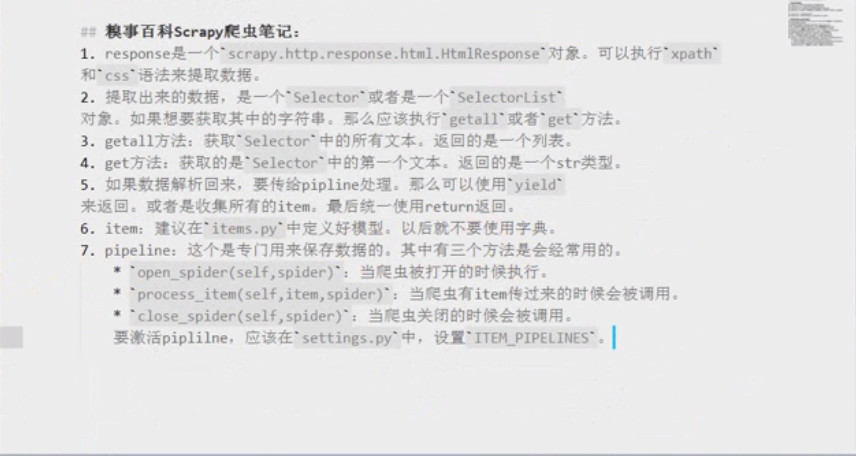 ## 糗事百科Scrapy爬虫笔记：
1. response是一个`scrapy.http.response.html.HtmlResponse`对象。可以执行`xpath`
和`css`语法来提取数据。
2. 提取出来的数据，是一个`Selector`或者是一个`SelectorList`
对象。如果想要获取其中的字符串。那么应该执行`getall`或者`get`方法。
3. getall方法：获取`Selector`中的所有文本。返回的是一个列表。
4. get方法：获取的是`Selector`中的第一个文本。返回的是一个str类型。
5. 如果数据解析回来，要传给pipline处理。那么可以使用`yield`
来返回。或者是收集所有的item。最后统一使用return返回。
6. item：建议在`items.py`中定义好模型。以后就不要使用字典。
7. pipeline：这个是专门用来保存数据的。其中有三个方法是会经常用的。
* `open_spider(self,spider)`：当爬虫被打开的时候执行。
* `process_item(self,item,spider)`：当爬虫有item传过来的时候会被调用。
* `close_spider(self,spider)`：当爬虫关闭的时候会被调用。
要激活piplilne，应该在`settings.py`中，设置`ITEM_PIPELINES`。